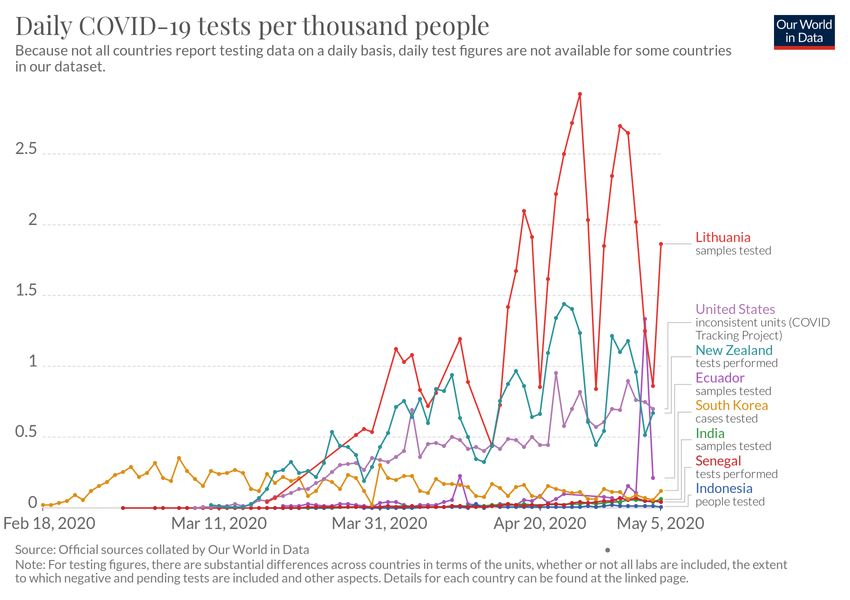 Daily COVID-19 tests per thousand people
Our World
in Data
Because not all countries report testing data on a daily basis, daily test figures are not available for some countries
in our dataset.
2.5
2
1.5
1
0.5
0
Feb 18, 2020
Mar 11, 2020
Mar 31, 2020
Apr 20, 2020
May 5, 2020
Lithuania
samples tested
United States
inconsistent units (COVID
Tracking Project)
New Zealand
tests performed
Ecuador
samples tested
South Korea
cases tested
India
samples tested
Senegal
tests performed
Indonesia
people tested
Source: Official sources collated by Our World in Data
Note: For testing figures, there are substantial differences across countries in terms of the units, whether or not all labs are included, the extent
to which negative and pending tests are included and other aspects. Details for each country can be found at the linked page.